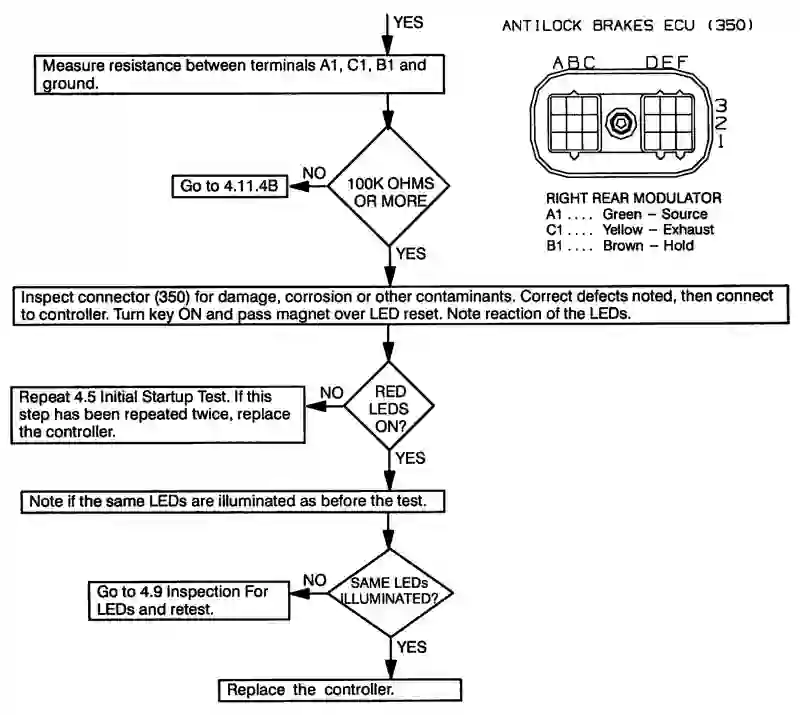 YES
ANTILOCK BRAKES ECU (350)
Measure resistance between terminals A1, C1, B1 and
ground.
ABC
DEF
3
2
1
NO
Go to 4.11.4B
100K OHMS
OR MORE
RIGHT REAR MODULATOR
A1 .... Green – Source
C1 .... Yellow – Exhaust
B1 .... Brown – Hold
YES
Inspect connector (350) for damage, corrosion or other contaminants. Correct defects noted, then connect
to controller. Turn key ON and pass magnet over LED reset. Note reaction of the LEDs.
NO
Repeat 4.5 Initial Startup Test. If this
step has been repeated twice, replace
the controller.
RED
LEDS
ON?
YES
Note if the same LEDs are illuminated as before the test.
NO
Go to 4.9 Inspection For
LEDs and retest.
SAME LEDs
ILLUMINATED?
YES
Replace the controller.